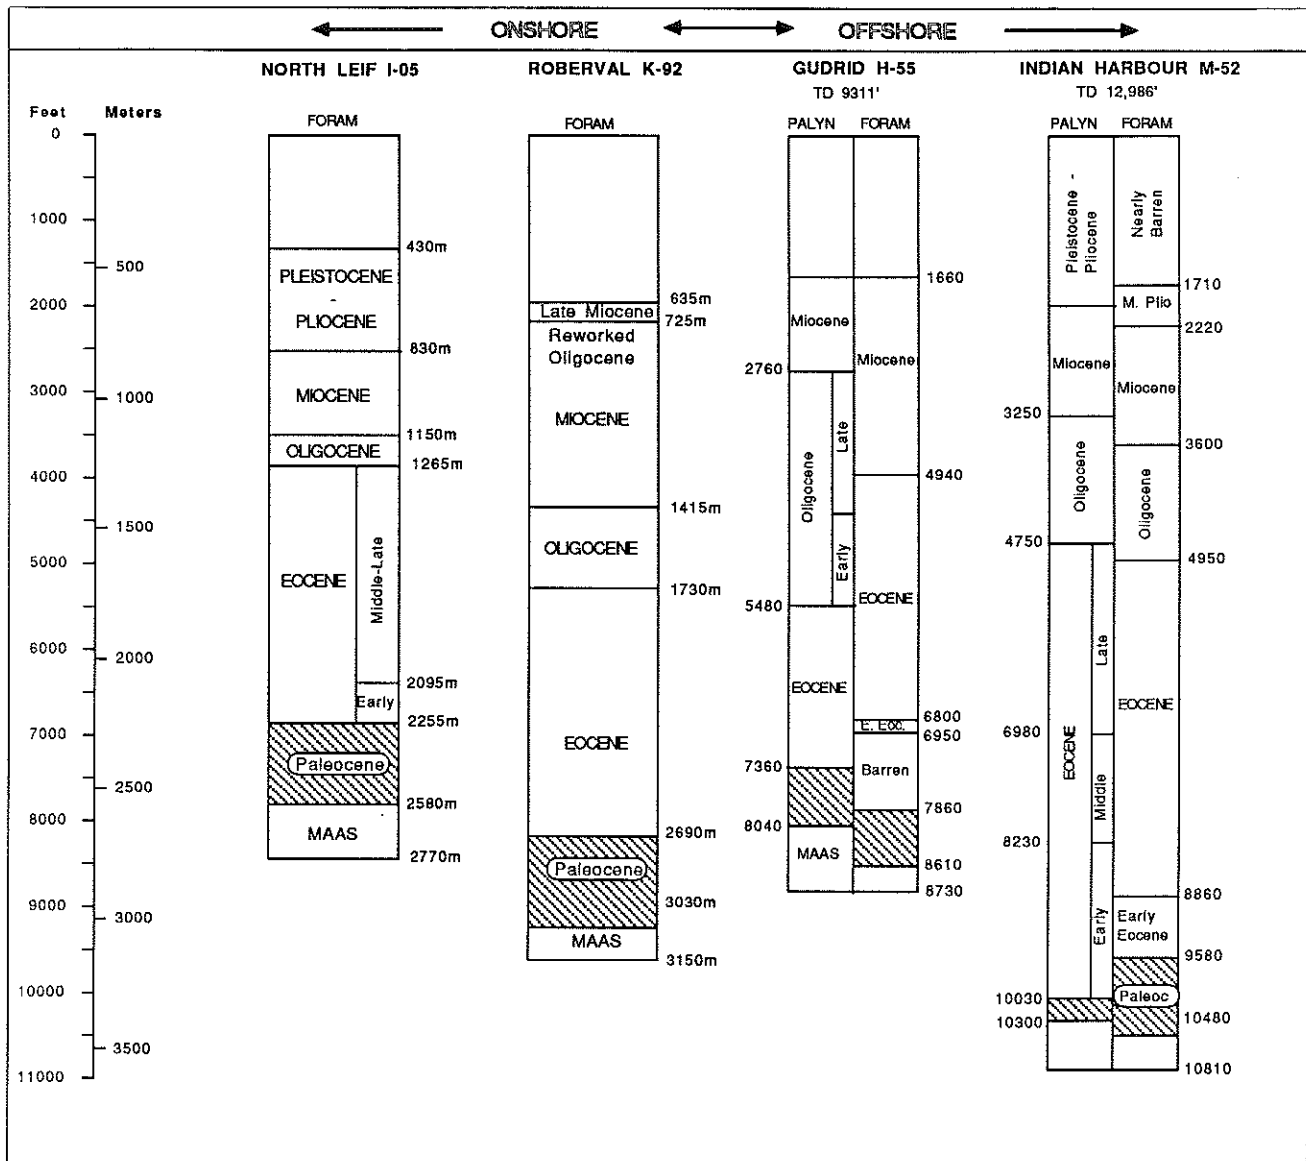 ONSHORE OFFSHORE
NORTH LEIF I-05 ROBERVAL K-92 GUDRID H-55 INDIAN HARBOUR M-52
TD 9311' TD 12,986'
Feet Meters
FORAM FORAM PALYN FORAM PALYN FORAM
0
1000
2000
3000
4000
5000
6000
7000
8000
9000
10000
11000
500
1000
1500
2000
2500
3000
3500
430m
PLEISTOCENE
-
PLIOCENE
830m
MIOCENE
1150m
OLIGOCENE
1265m
EOCENE
Middle-Late
2095m
Early
2255m
Paleocene
2580m
MAAS
2770m
635m
Late Miocene
725m
Reworked
Oligocene
MIOCENE
1415m
OLIGOCENE
1730m
EOCENE
2690m
Paleocene
3030m
MAAS
3150m
Miocene
2760
Oligocene
Late
Early
5480
EOCENE
7360
8040
MAAS
1660
Miocene
4940
EOCENE
6800
E. Eoc.
6950
Barren
7860
8610
8730
Pleistocene -
Pliocene
Miocene
3250
Oligocene
4750
EOCENE
Late
6980
Middle
8230
Early
10030
10300
Nearly
Barren
1710
M. Plio
2220
Miocene
3600
Oligocene
4950
EOCENE
8860
Early
Eocene
9580
Paleoc
10480
10810